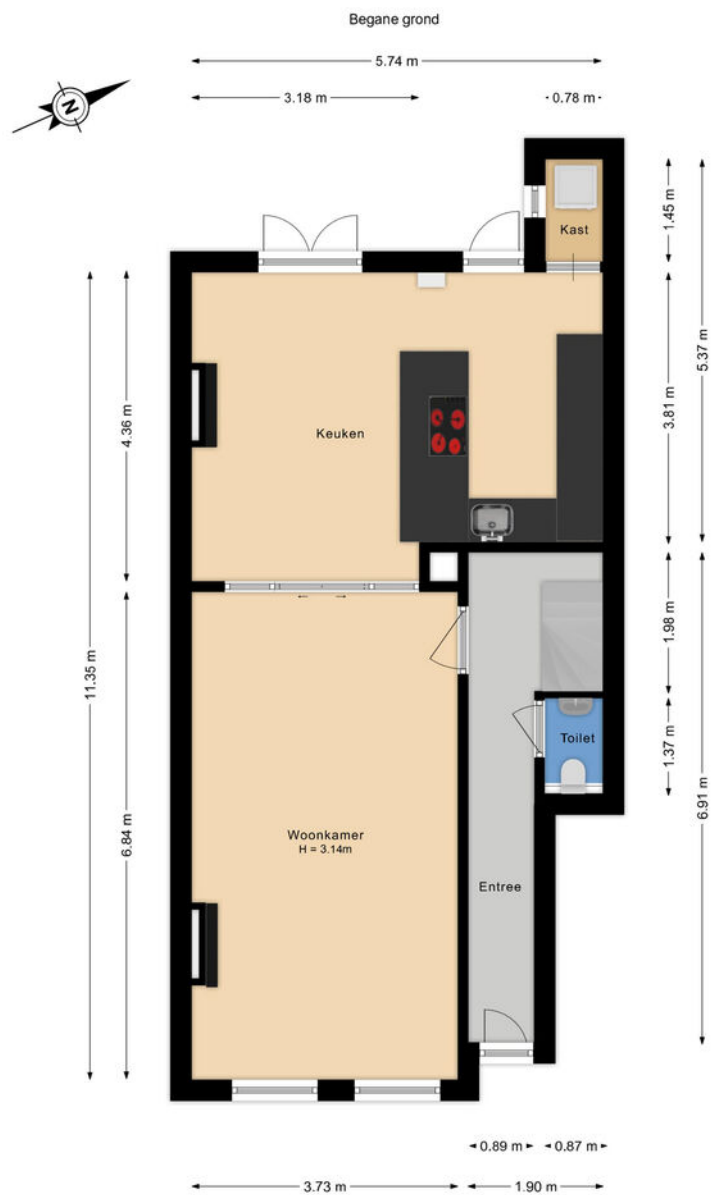 Begane grond
5.74 m
3.18 m
0.78 m
N
1.45 m
Kast
5.37 m
3.81 m
4.36 m
Keuken
11.35 m
1.98 m
Toilet
1.37 m
6.91 m
6.84 m
Woonkamer
H = 3.14m
Entree
0.89 m
0.87 m
3.73 m
1.90 m